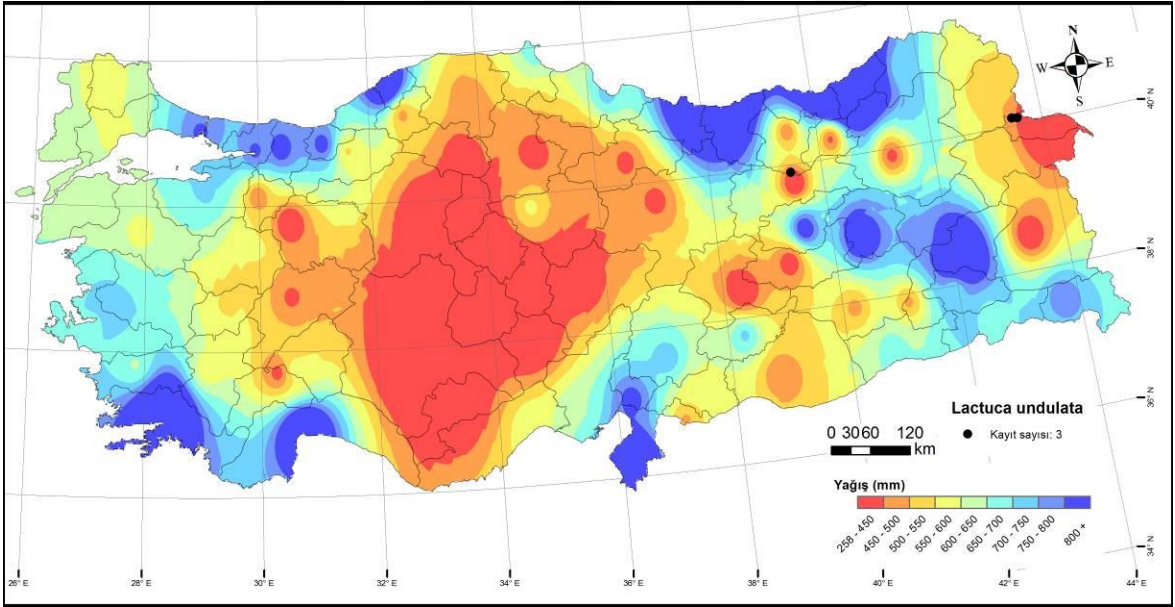 N
W E
S
40° N
38° N
36° N
34° N
Lactuca undulata
Kayıt sayısı: 3
0 30 60 120
km
Yağış (mm)
258 - 450
450 - 500
500 - 550
550 - 600
600 - 650
650 - 700
700 - 750
750 - 800
800 +
26° E
28° E
30° E
32° E
34° E
36° E
38° E
40° E
42° E
44° E